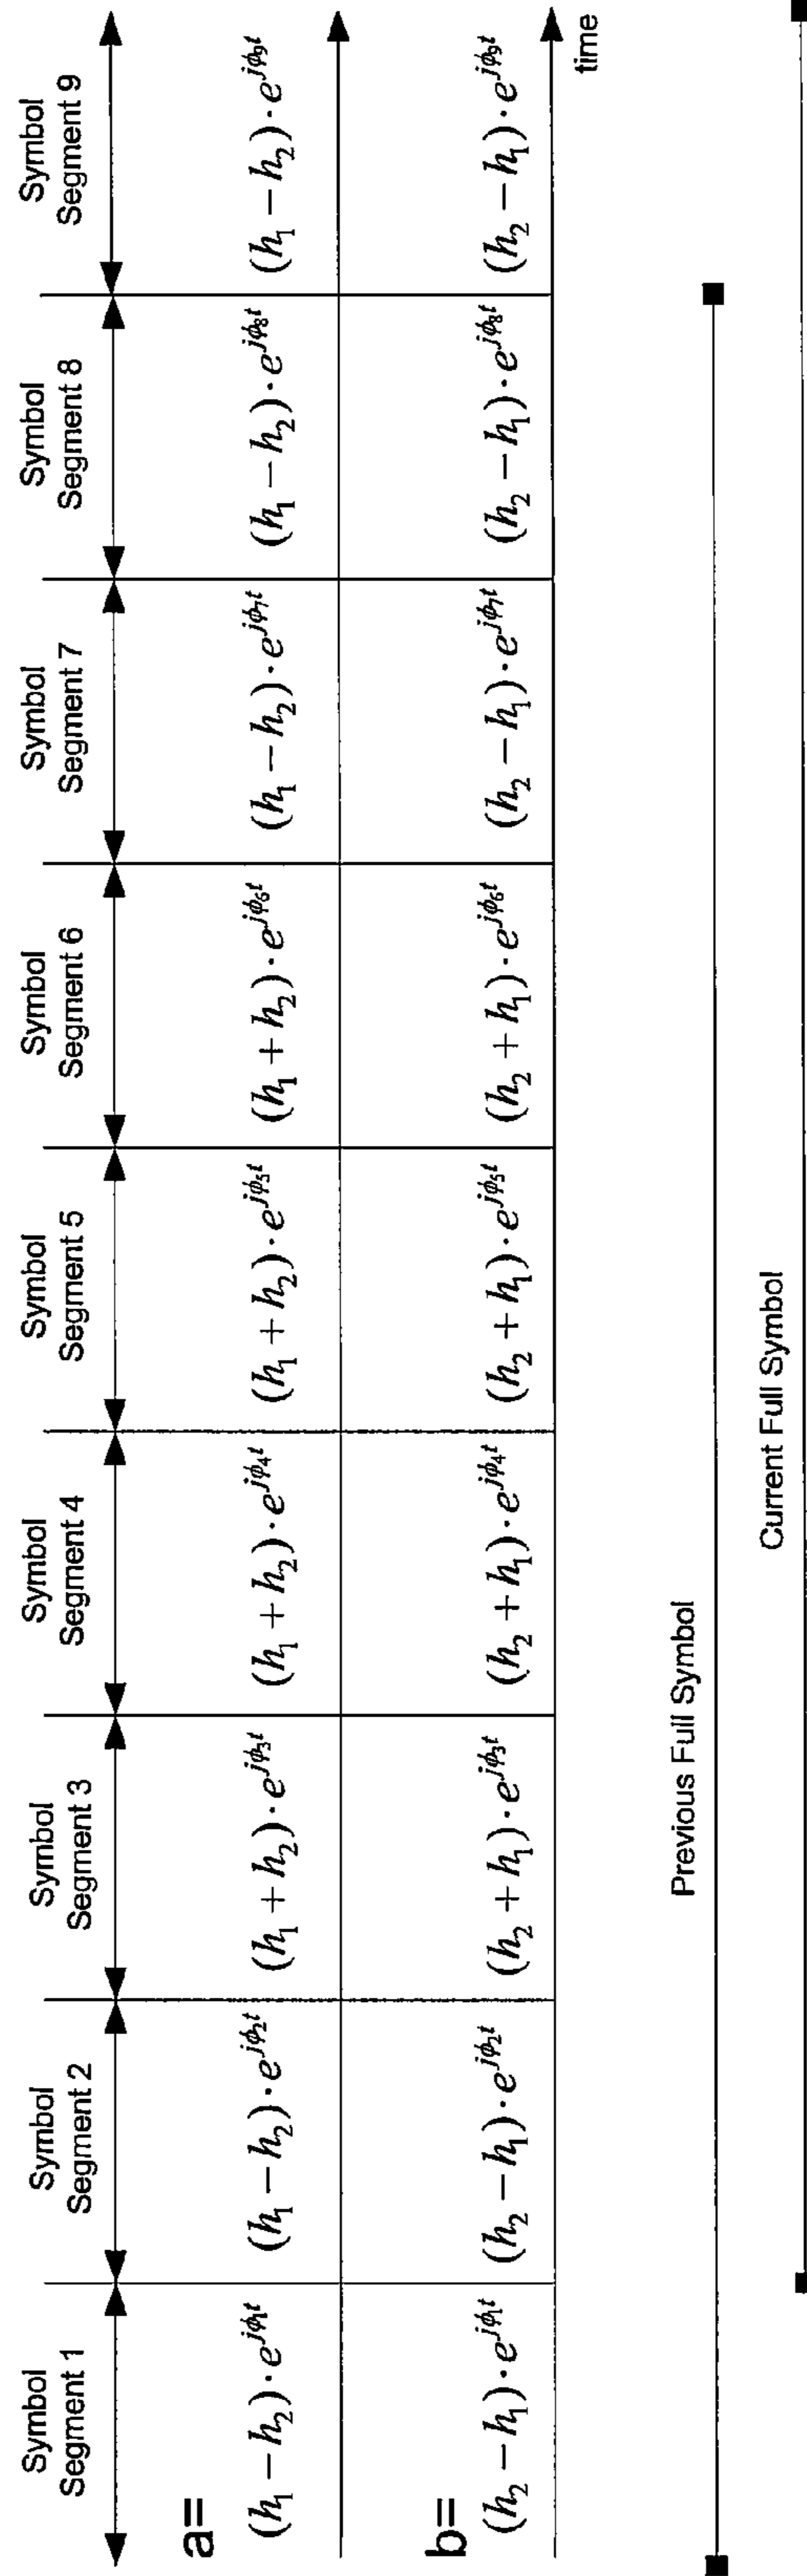 Symbol
Segment 1
Symbol
Segment 2
Symbol
Segment 3
Symbol
Segment 4
Symbol
Segment 5
Symbol
Segment 6
Symbol
Segment 7
Symbol
Segment 8
Symbol
Segment 9
a=
(h₁ − h₂) · e^{jϕ₁t}
(h₁ − h₂) · e^{jϕ₂t}
(h₁ + h₂) · e^{jϕ₃t}
(h₁ + h₂) · e^{jϕ₄t}
(h₁ + h₂) · e^{jϕ₅t}
(h₁ + h₂) · e^{jϕ₆t}
(h₁ − h₂) · e^{jϕ₇t}
(h₁ − h₂) · e^{jϕ₈t}
(h₁ − h₂) · e^{jϕ₉t}
b=
(h₂ − h₁) · e^{jϕ₁t}
(h₂ − h₁) · e^{jϕ₂t}
(h₂ + h₁) · e^{jϕ₃t}
(h₂ + h₁) · e^{jϕ₄t}
(h₂ + h₁) · e^{jϕ₅t}
(h₂ + h₁) · e^{jϕ₆t}
(h₂ − h₁) · e^{jϕ₇t}
(h₂ − h₁) · e^{jϕ₈t}
(h₂ − h₁) · e^{jϕ₉t}
time
Previous Full Symbol
Current Full Symbol